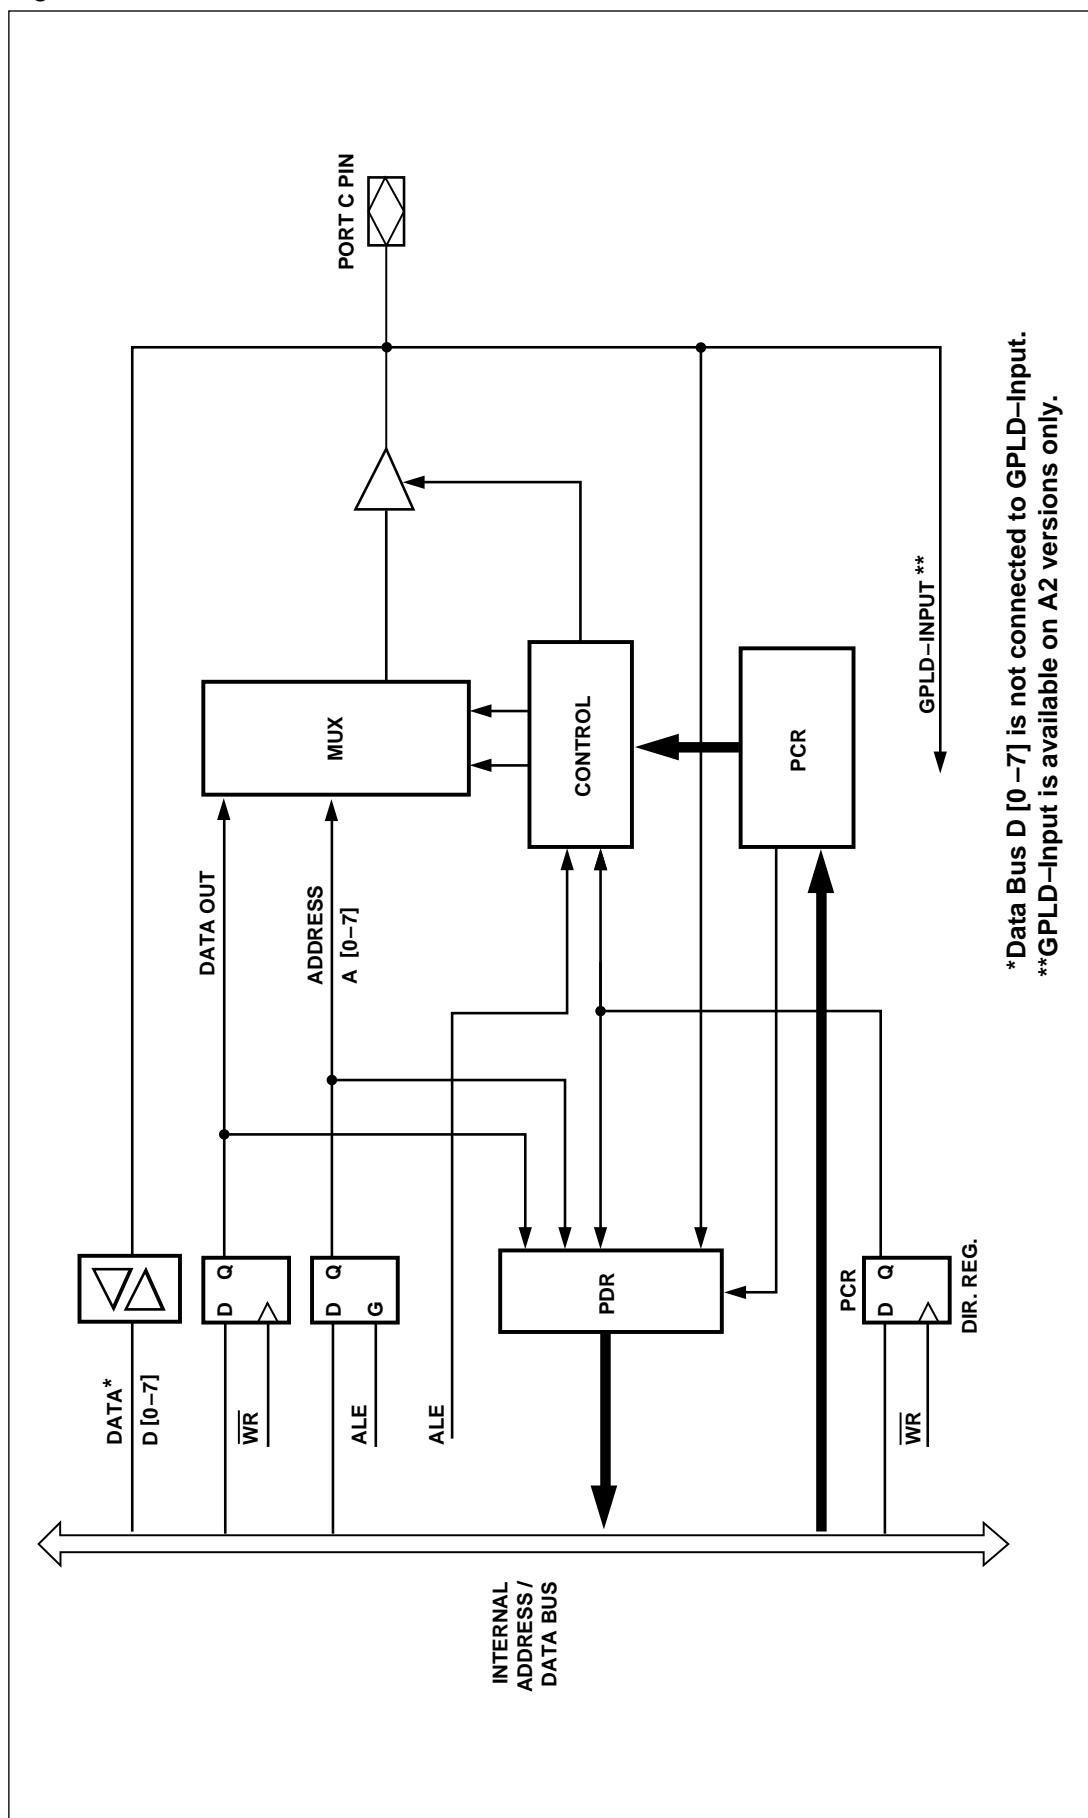 PORT C PIN
DATA OUT
ADDRESS
A [0–7]
MUX
CONTROL
PCR
GPLD–INPUT **
DATA*
D [0–7]
D Q
WR
D Q
G
ALE
ALE
PDR
PCR
D Q
DIR. REG.
WR
INTERNAL
ADDRESS /
DATA BUS
*Data Bus D [0–7] is not connected to GPLD–Input.
**GPLD–Input is available on A2 versions only.